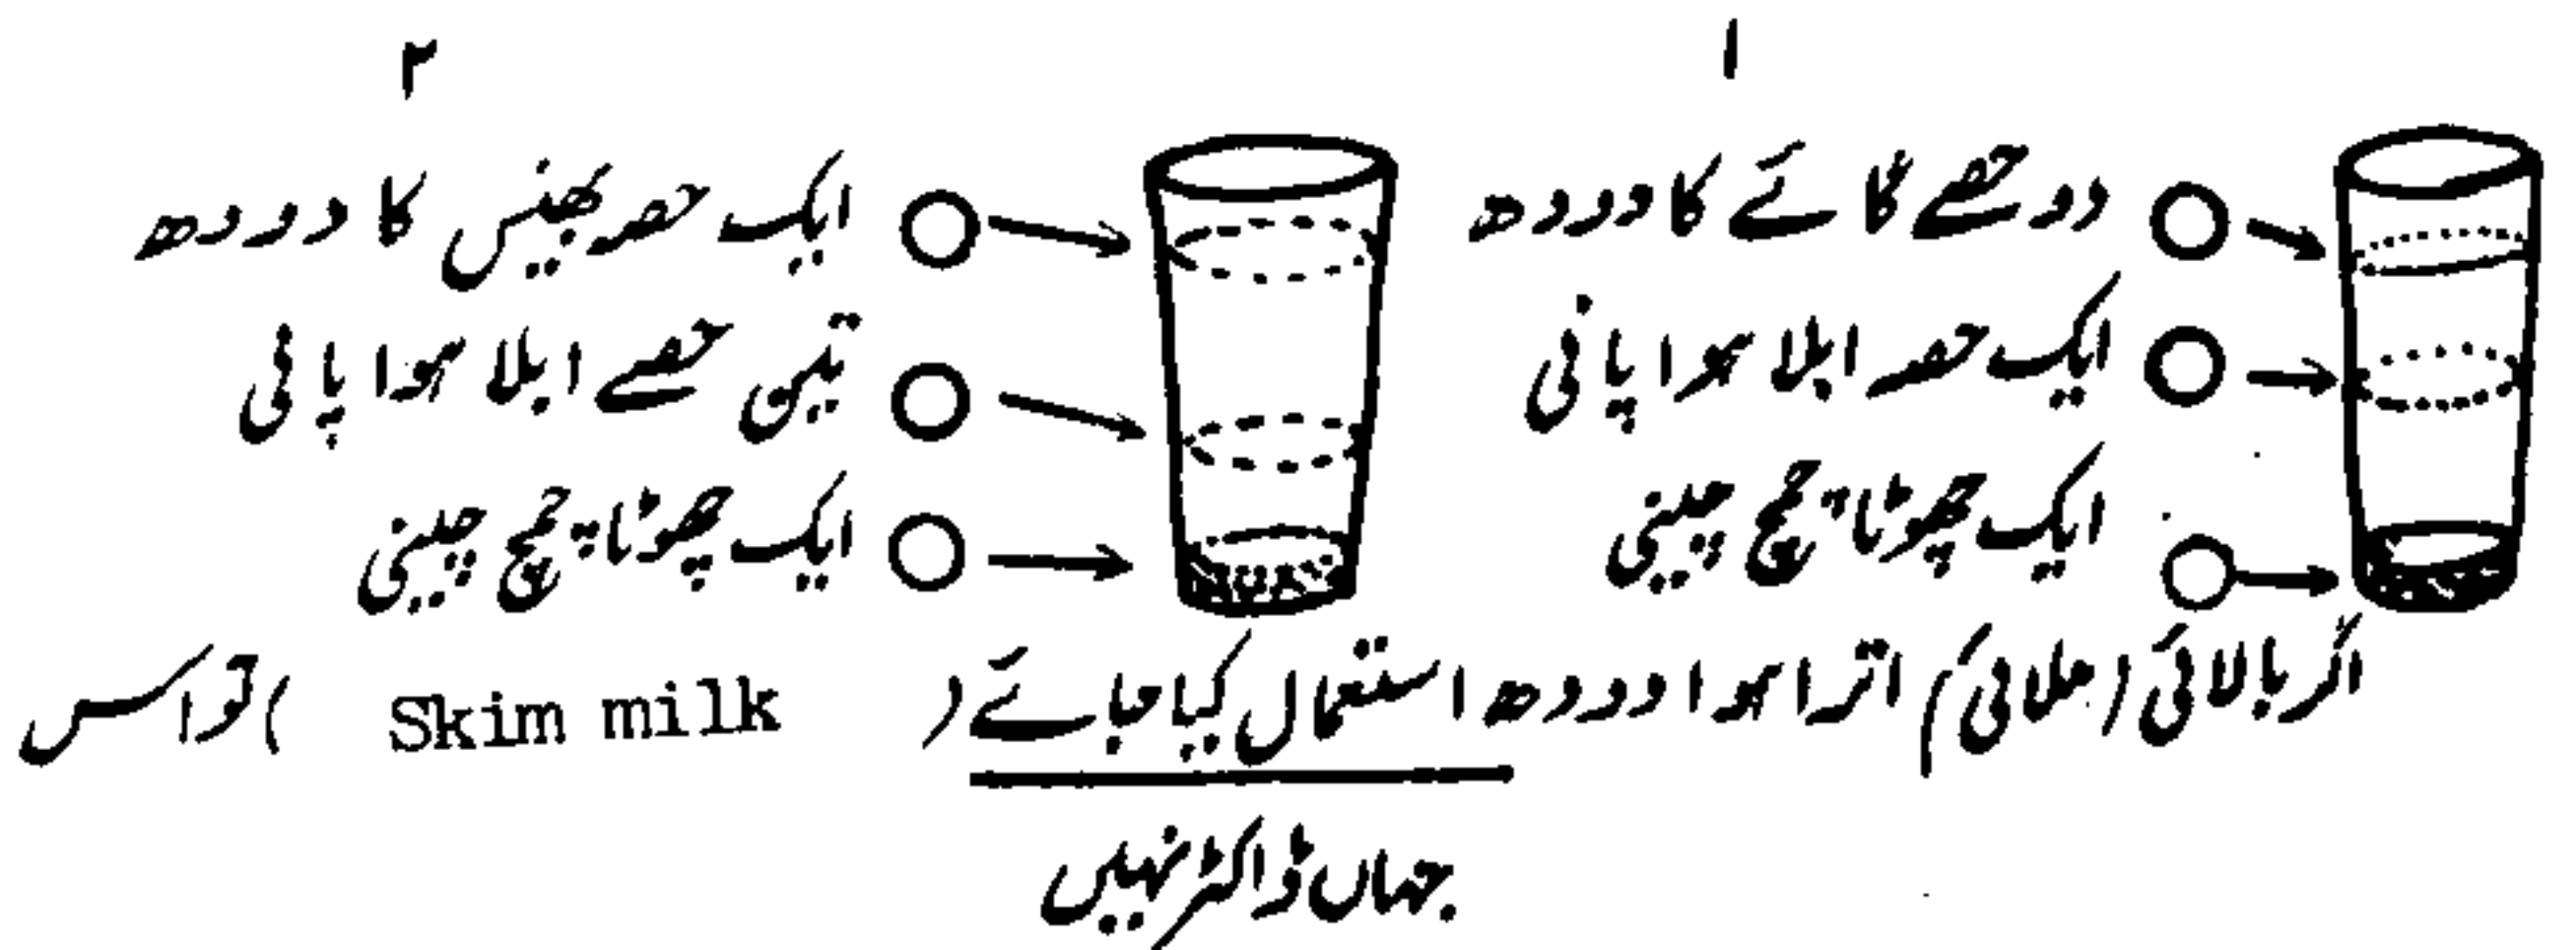 ۱
دو حصے گائے کا دودھ
ایک حصہ ابلا ہوا پانی
ایک چھوٹا چمچ چینی
۲
ایک حصہ بھینس کا دودھ
تین حصے ابلا ہوا پانی
ایک چھوٹا چمچ چینی
اگر بالائی (ملائی) اترا ہوا دودھ استعمال کیا جائے ( Skim milk ) تو اس
جہاں ڈاکٹر نہیں